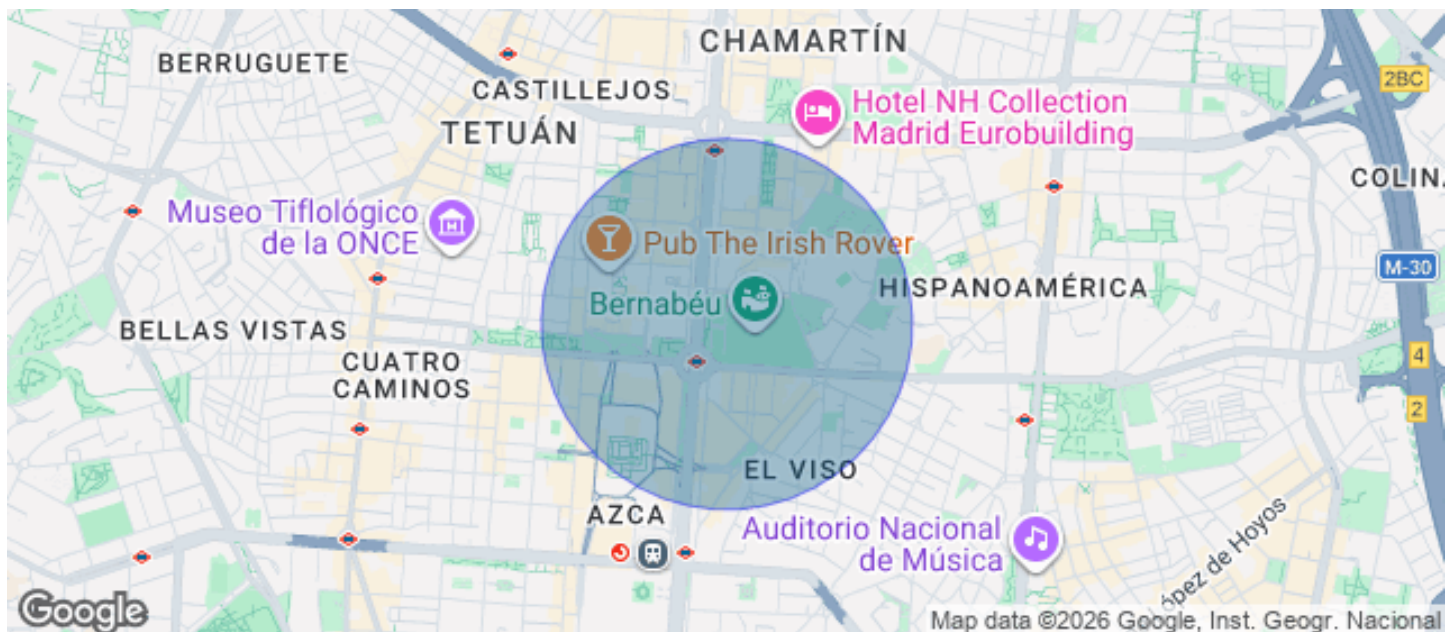 CHAMARTÍN
BERRUGUETE
CASTILLEJOS
2BC
Hotel NH Collection
Madrid Eurobuilding
TETUÁN
COLINA
Museo Tiflológico
de la ONCE
Pub The Irish Rover
M-30
HISPANOAMÉRICA
Bernabéu
BELLAS VISTAS
CUATRO
CAMINOS
4
2
EL VISO
AZCA
Auditorio Nacional
de Música
López de Hoyos
Google
Map data ©2026 Google, Inst. Geogr. Nacional